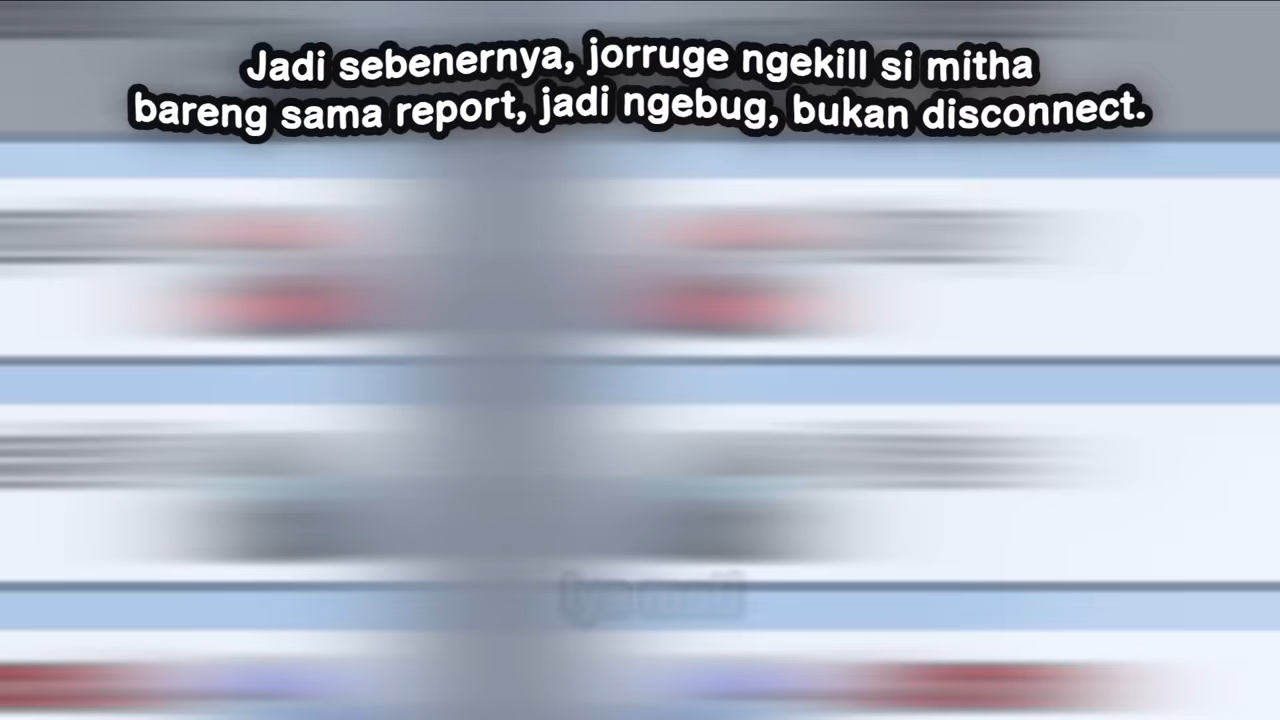 Jadi sebenernya, jorruge ngekill si mitha
bareng sama report, jadi ngebug, bukan disconnect.